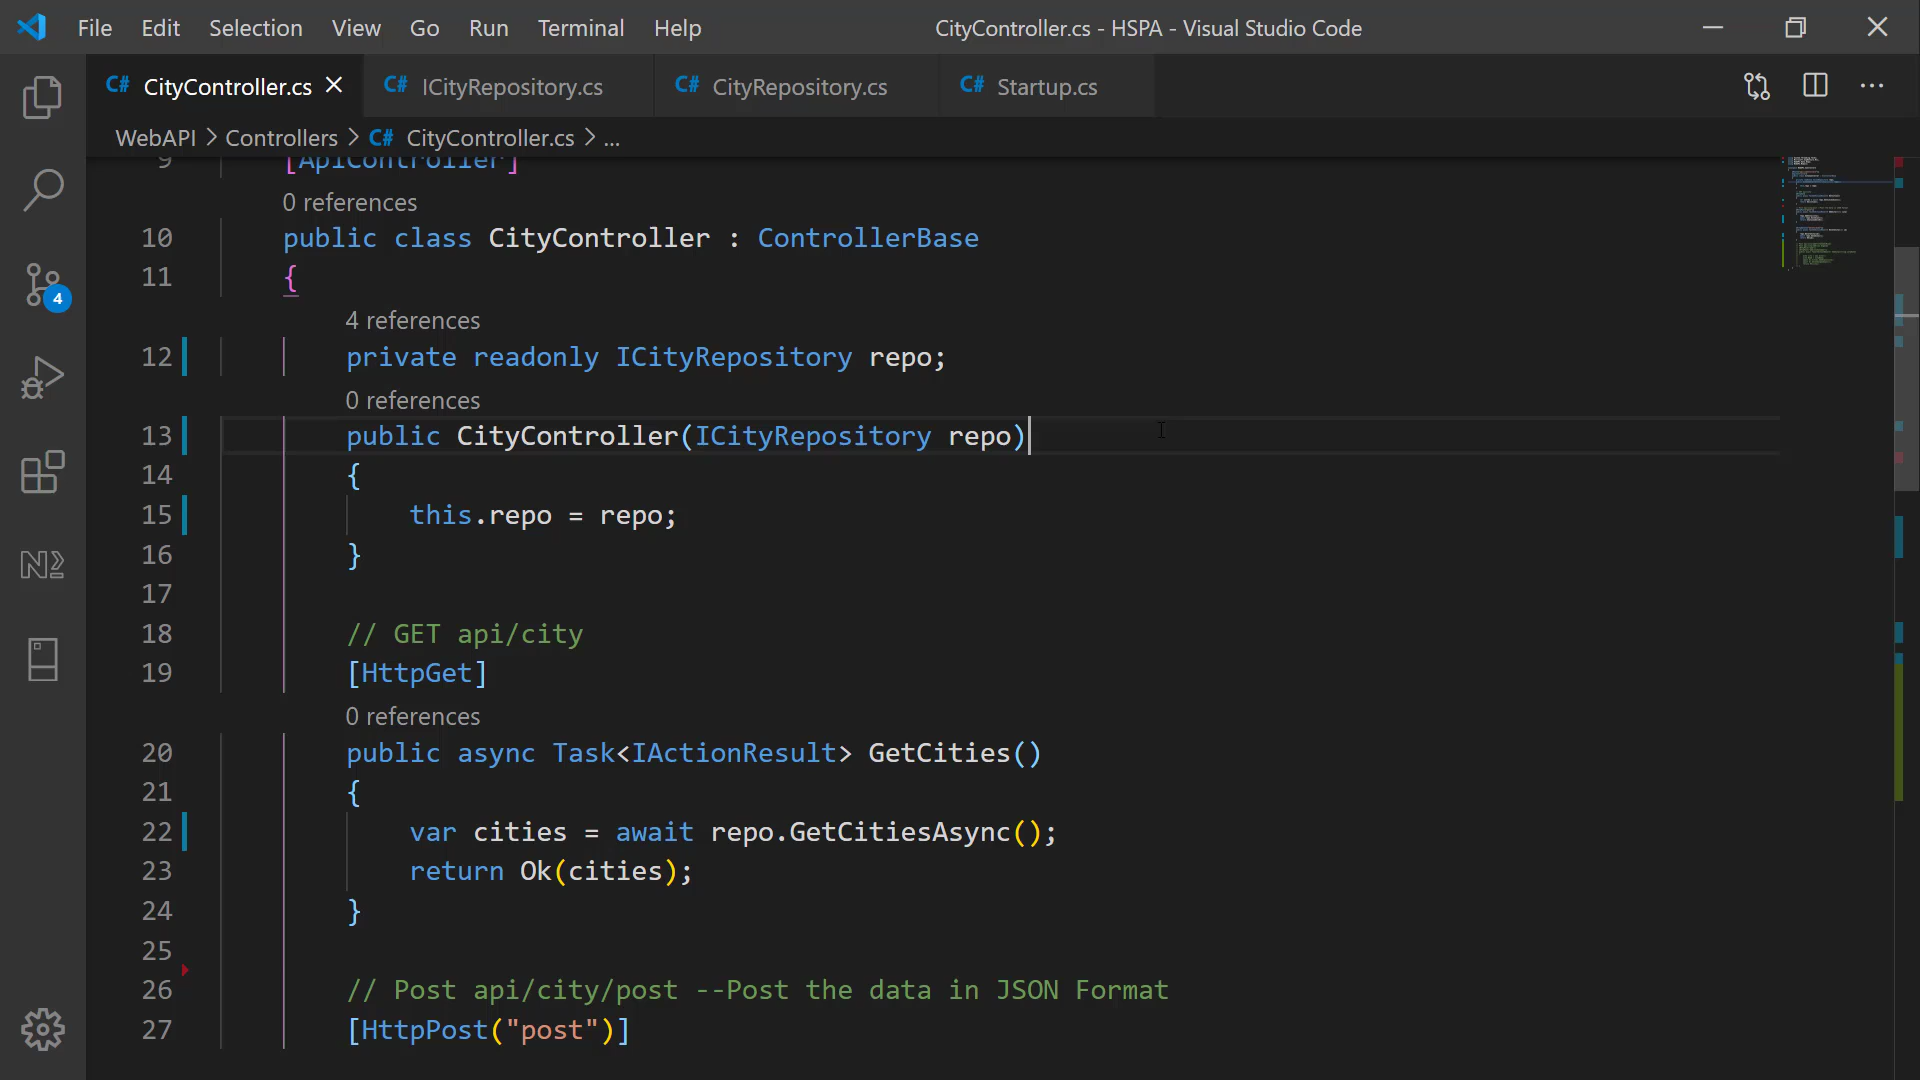 File Edit Selection View Go Run Terminal Help CityController.cs - HSPA - Visual Studio Code
C# CityController.cs C# ICityRepository.cs C# CityRepository.cs C# Startup.cs
WebAPI > Controllers > C# CityController.cs > ...
9 [ApiController]
0 references
10 public class CityController : ControllerBase
11 {
4 references
12 private readonly ICityRepository repo;
0 references
13 public CityController(ICityRepository repo)
14 {
15 this.repo = repo;
16 }
17
18 // GET api/city
19 [HttpGet]
0 references
20 public async Task<IActionResult> GetCities()
21 {
22 var cities = await repo.GetCitiesAsync();
23 return Ok(cities);
24 }
25
26 // Post api/city/post --Post the data in JSON Format
27 [HttpPost("post")]
4